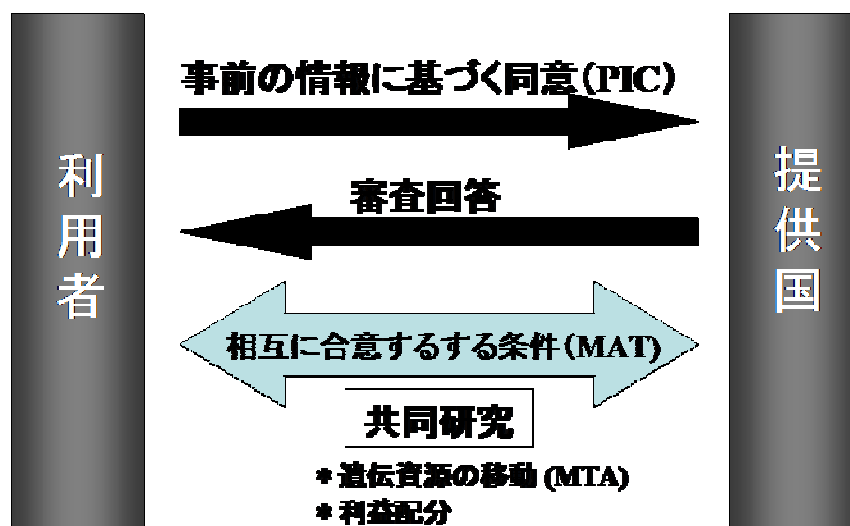 利用者
事前の情報に基づく同意(PIC)
審査回答
相互に合意するする条件(MAT)
共同研究
*遺伝資源の移動(MTA)
*利益配分
提供国